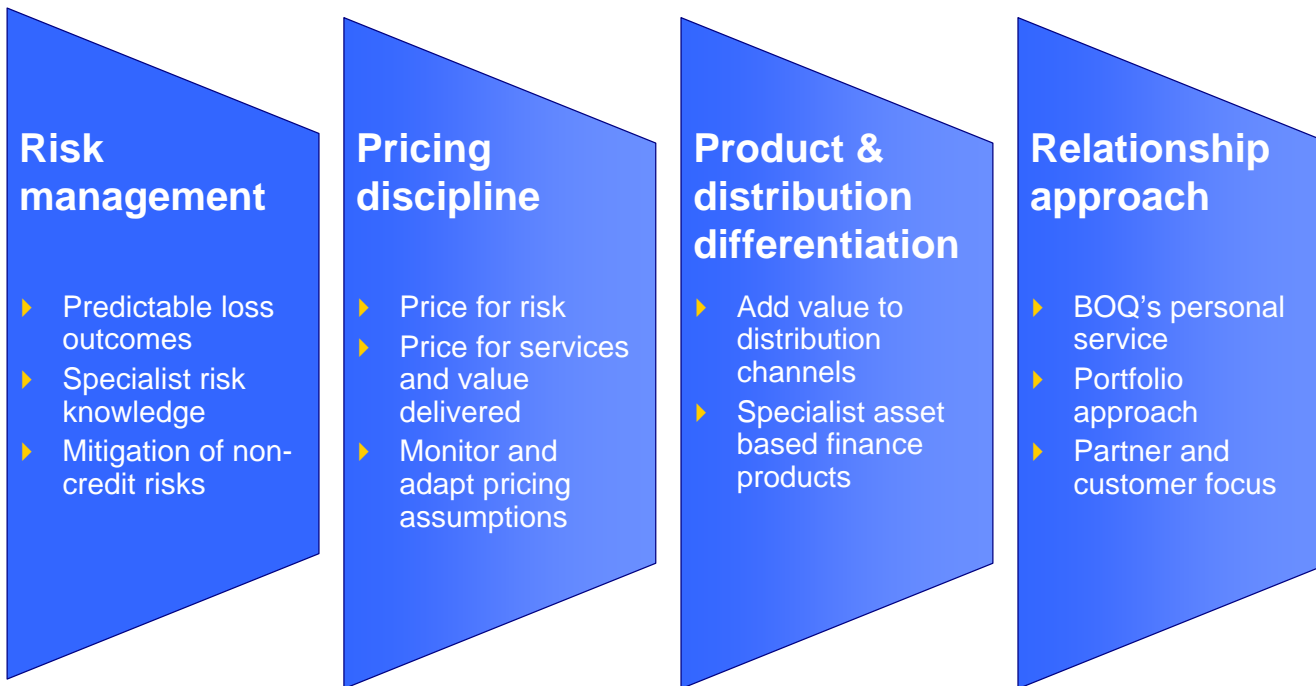 Risk
management
Predictable loss
outcomes
Specialist risk
knowledge
Mitigation of non-
credit risks
Pricing
discipline
Price for risk
Price for services
and value
delivered
Monitor and
adapt pricing
assumptions
Product &
distribution
differentiation
Add value to
distribution
channels
Specialist asset
based finance
products
Relationship
approach
BOQ's personal
service
Portfolio
approach
Partner and
customer focus